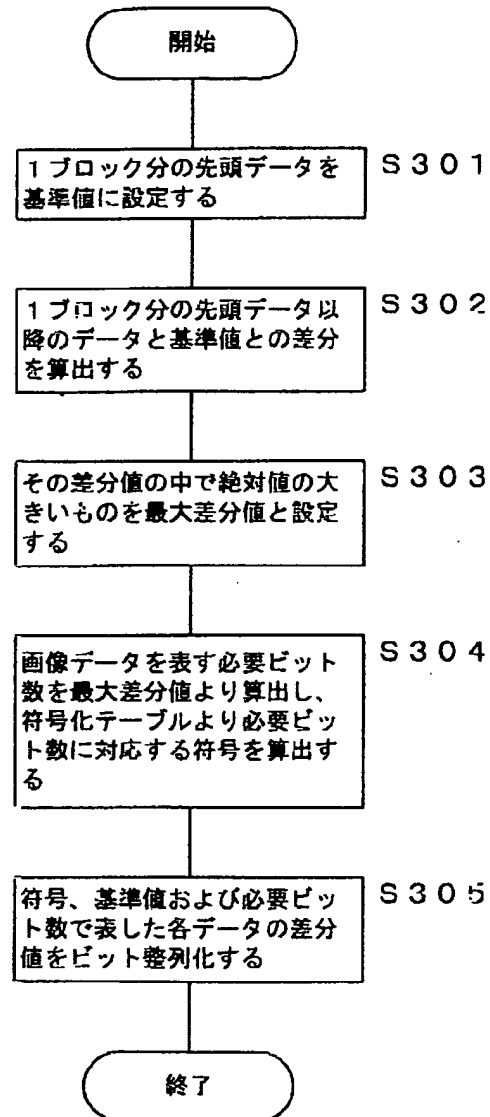 開始
1ブロック分の先頭データを
基準値に設定する
S301
1ブロック分の先頭データ以
降のデータと基準値との差分
を算出する
S302
その差分値の中で絶対値の大
きいものを最大差分値と設定
する
S303
画像データを表す必要ビット
数を最大差分値より算出し、
符号化テーブルより必要ビッ
ト数に対応する符号を算出す
る
S304
符号、基準値および必要ビッ
ト数で表した各データの差分
値をビット整列化する
S305
終了